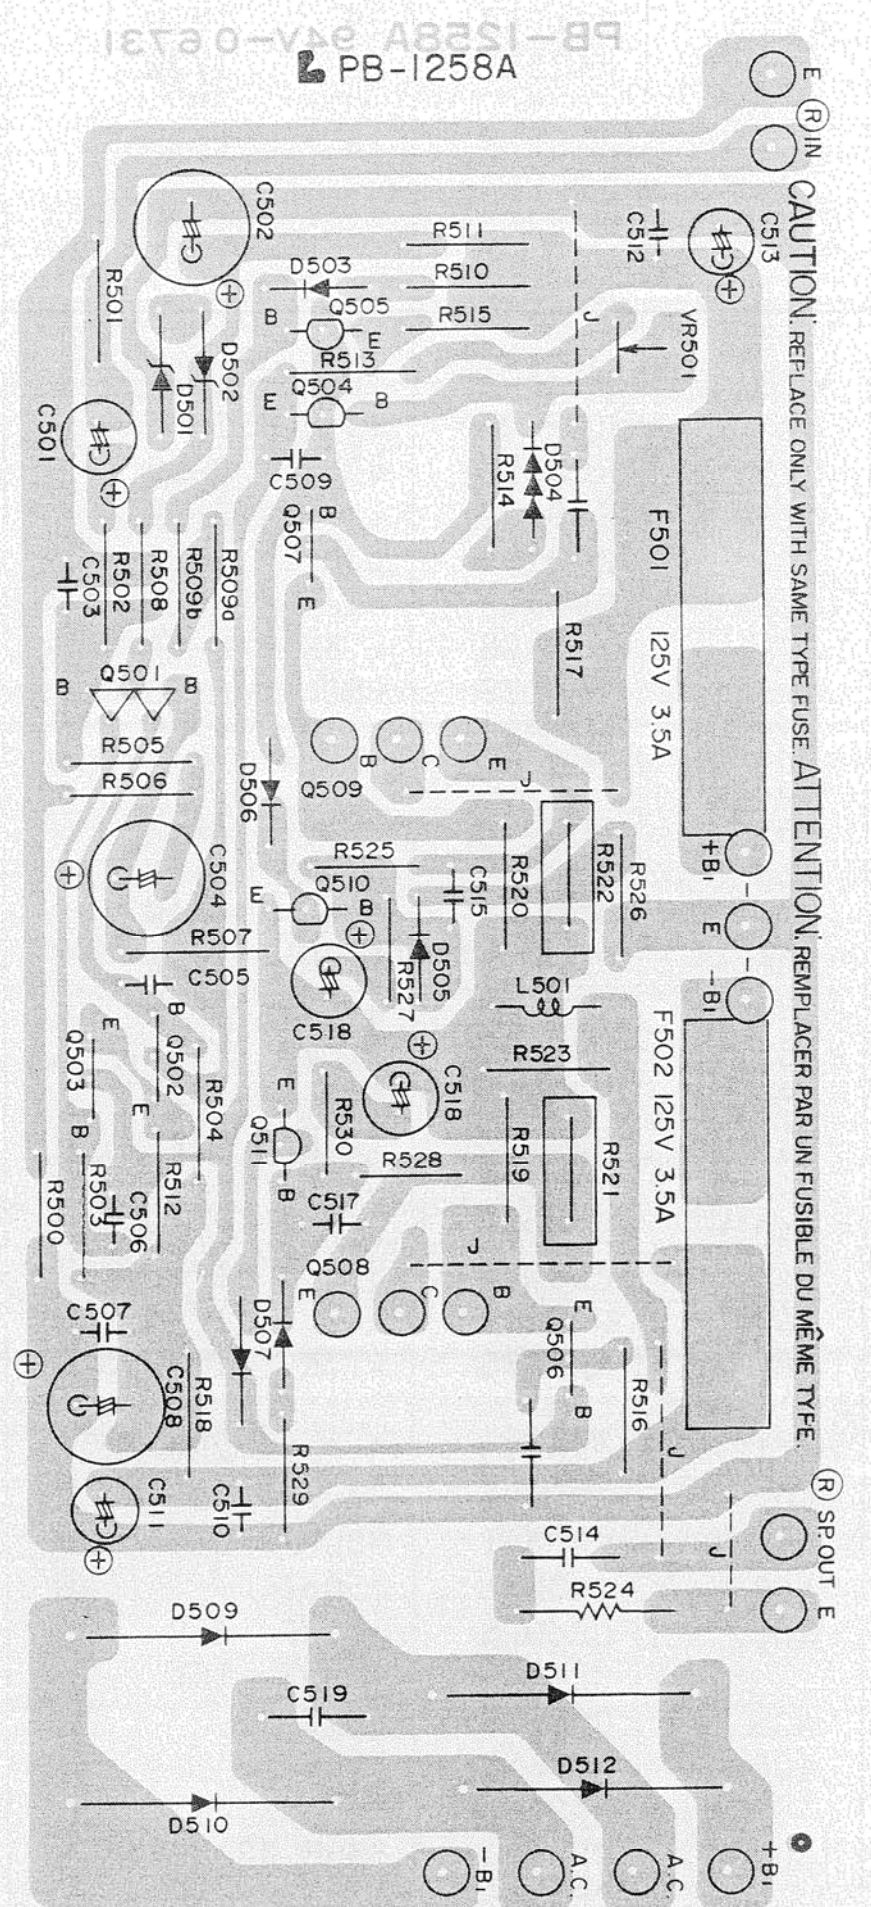 PB-1258A 94V-0 6731
L PB-1258A
E
R IN
C502
C513
C512
R511
D503
R510
Q505
B
E
R515
J
VR501
R501
D502
D501
R513
Q504
E
B
C501
C509
R514
D504
Q507
B
E
F501 125V 3.5A
CAUTION: REPLACE ONLY WITH SAME TYPE FUSE. ATTENTION: REMPLACER PAR UN FUSIBLE DU MÊME TYPE.
C503
R502
R508
R509b
R509a
R517
B
Q501
B
R505
R506
D506
Q509
B
C
E
J
C504
R525
Q510
E
B
C515
R520
R522
R526
+B1
E
-B1
R507
C505
C518
R527
D505
L501
R523
F502 125V 3.5A
B
E
Q503
Q502
E
B
R504
E
Q511
B
R530
C518
R528
R519
R521
R500
R503
C506
R512
C517
Q508
E
C
B
J
C507
D507
E
Q506
B
R516
J
C508
R518
R529
C511
C510
R SP.OUT E
C514
J
R524
D509
D511
C519
D512
D510
-B1
A.C.
A.C.
+B1